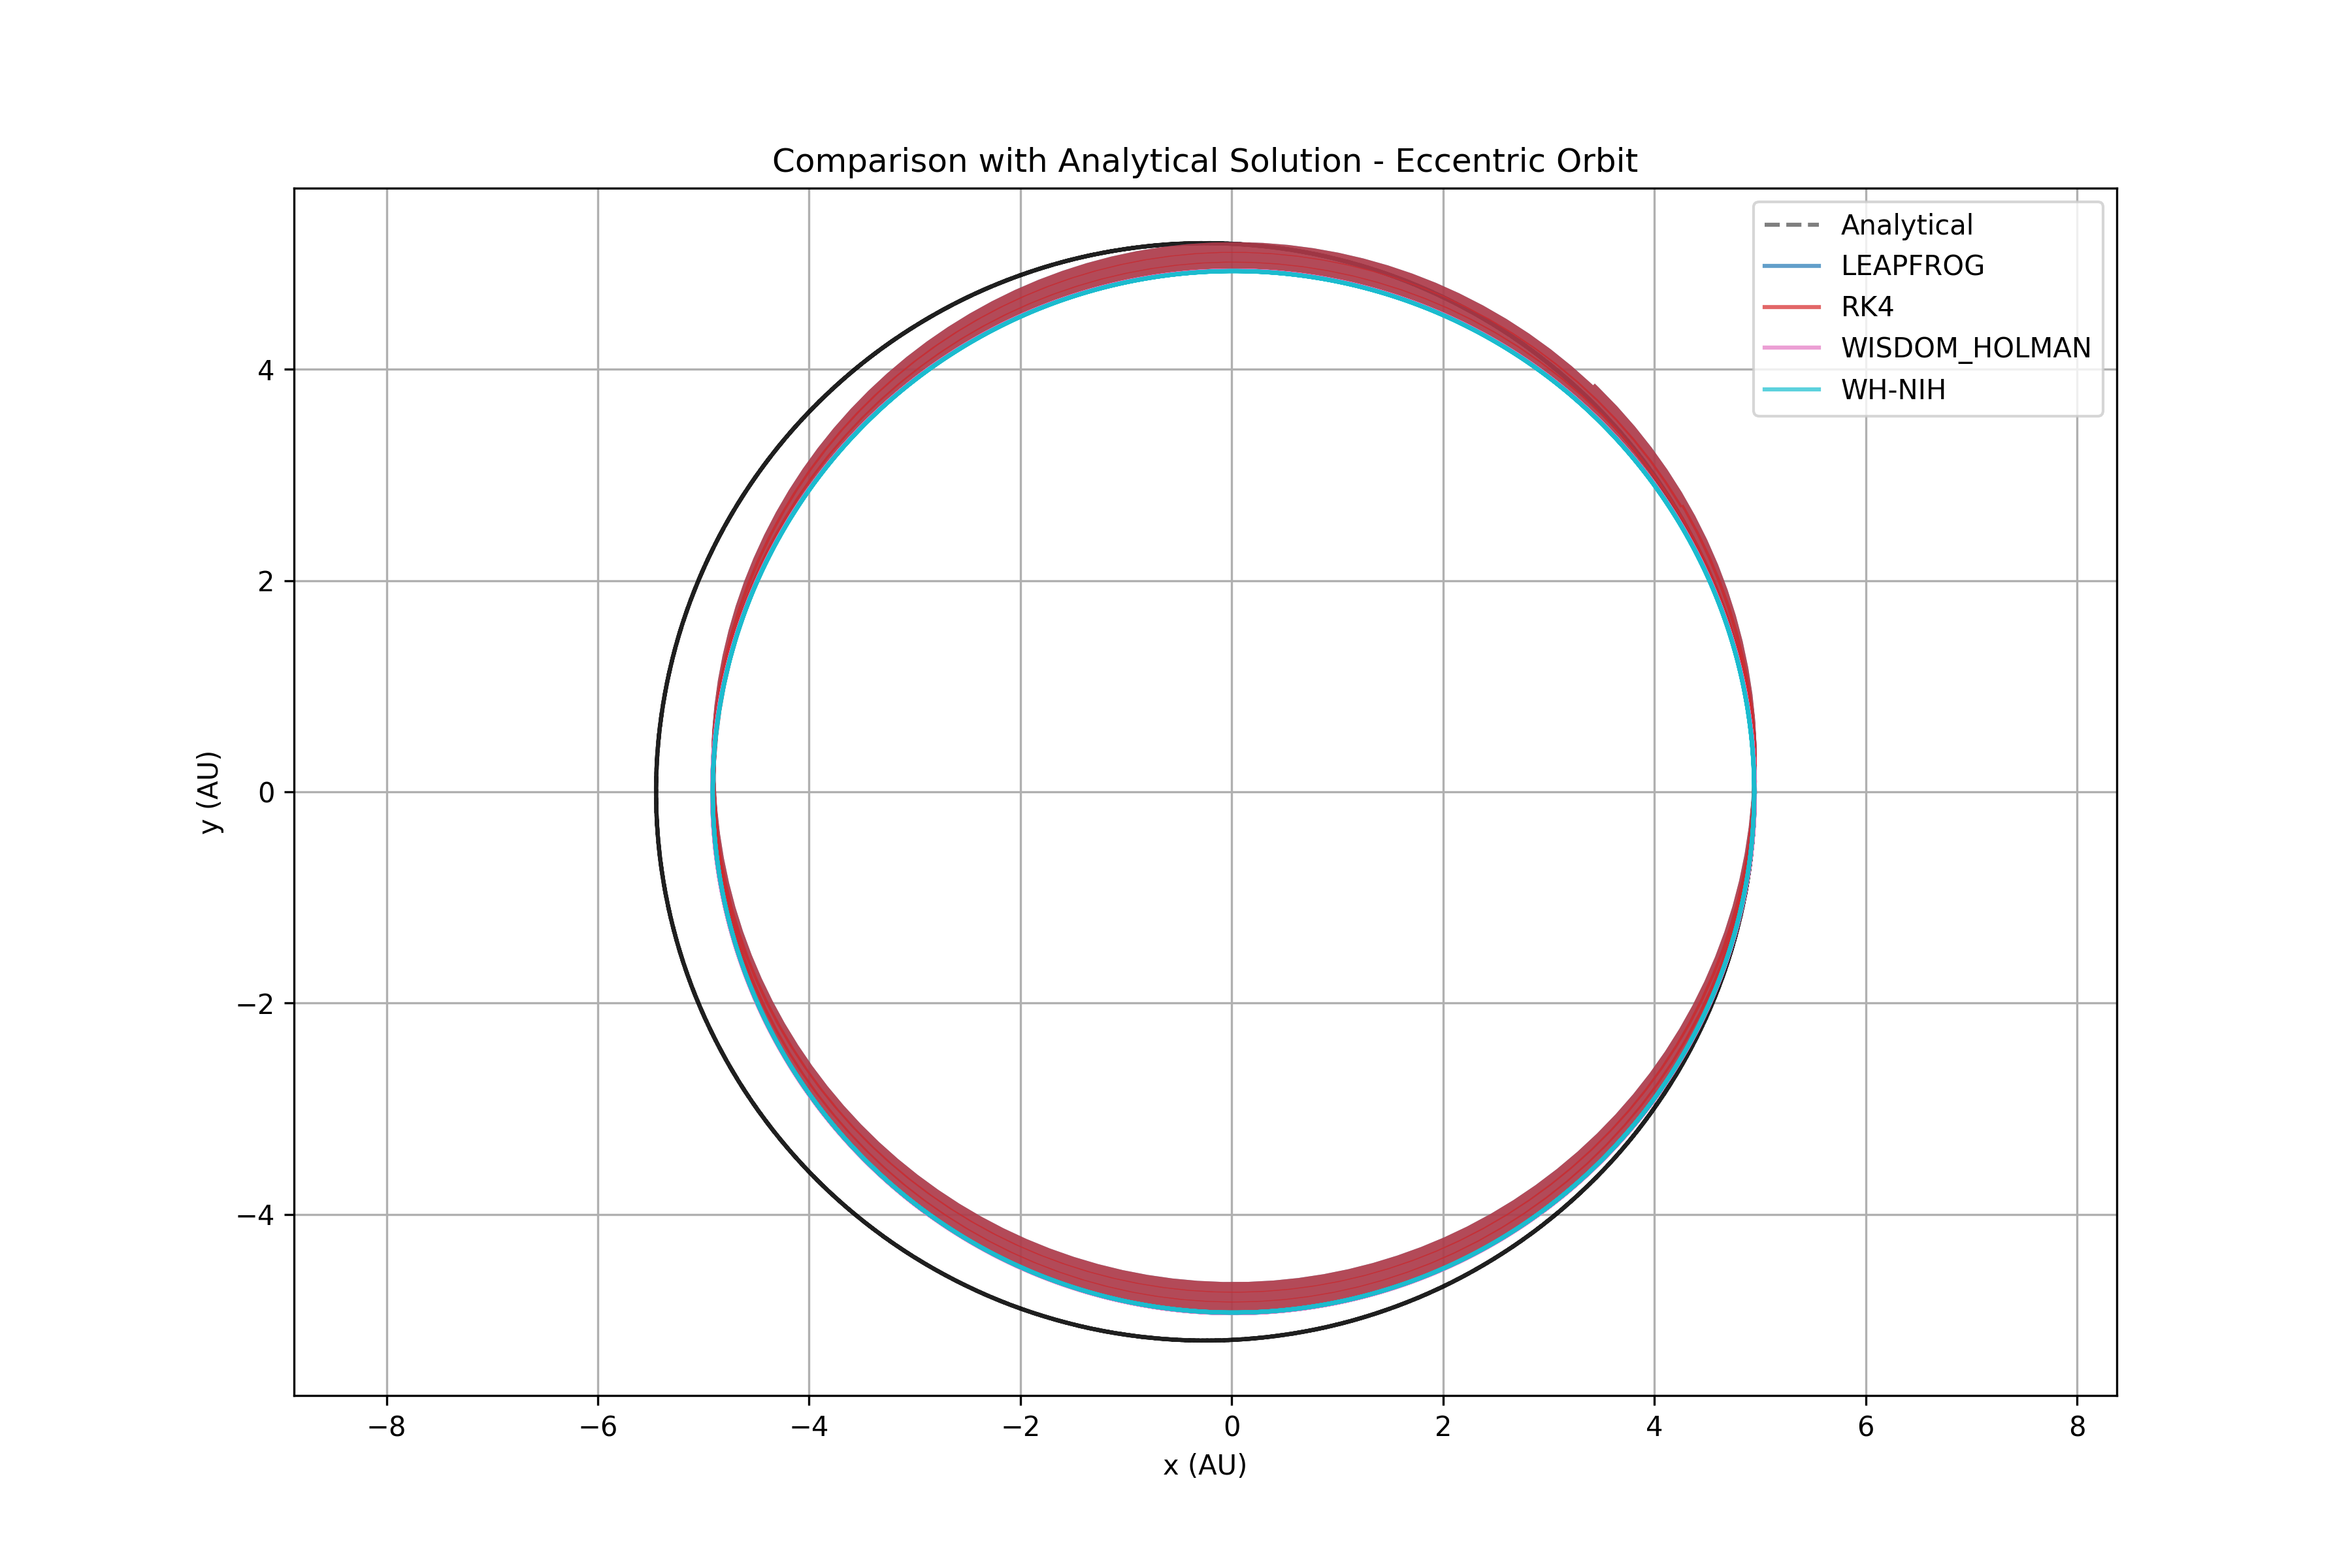 Comparison with Analytical Solution - Eccentric Orbit
Analytical
LEAPFROG
RK4
WISDOM_HOLMAN
WH-NIH
4
2
0
−2
−4
y (AU)
−8 −6 −4 −2 0 2 4 6 8
x (AU)